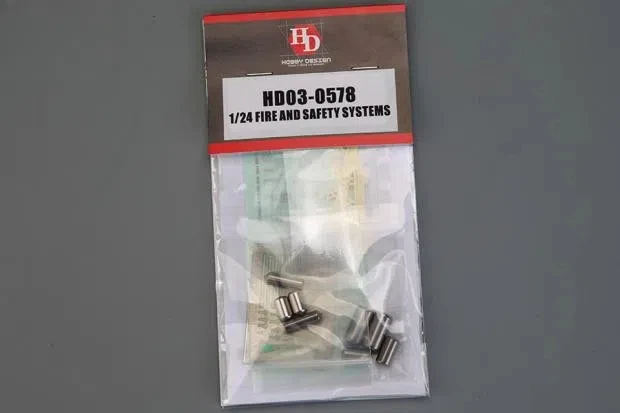 HD
HOBBY DESIGN
HD03-0578
1/24 FIRE AND SAFETY SYSTEMS